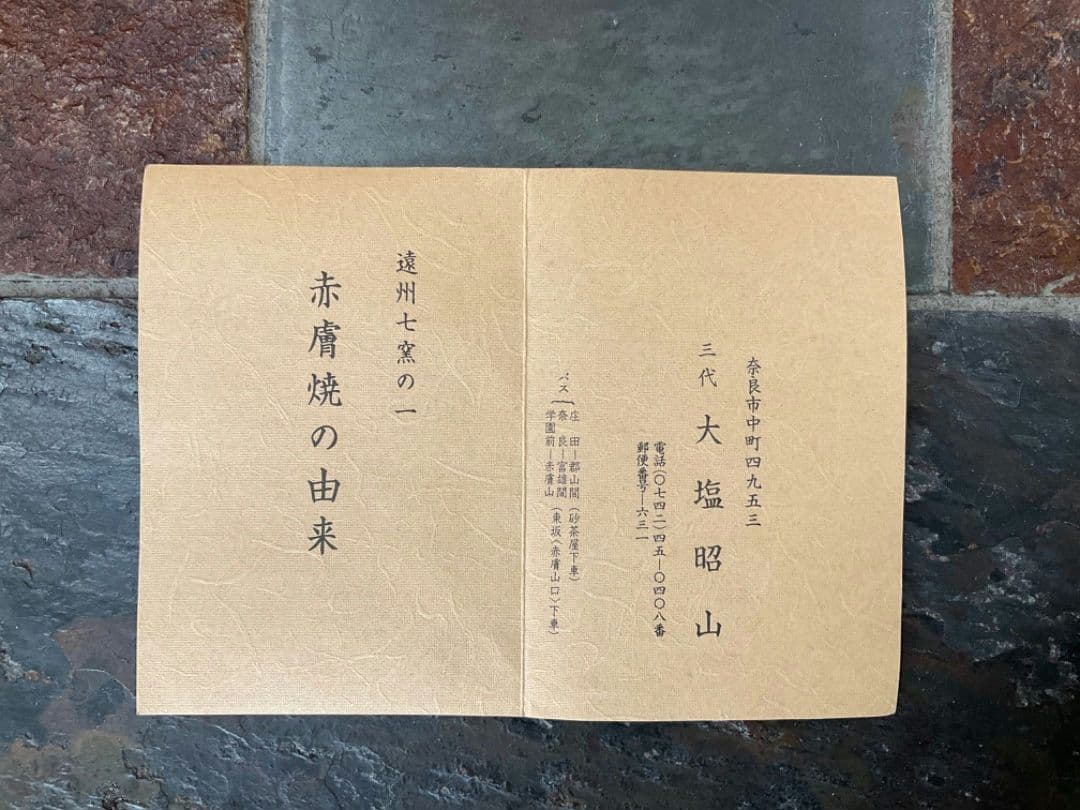 奈良市中町四九五三
三代 大塩昭山
電話(〇七四二)四五―〇四〇八番
郵便番号―六三一
バス
庄田―郡山間(砂茶屋下車)
奈良―富雄間
学園前―赤膚山
(東坂〈赤膚山口〉下車)
遠州七窯の一
赤膚焼の由来